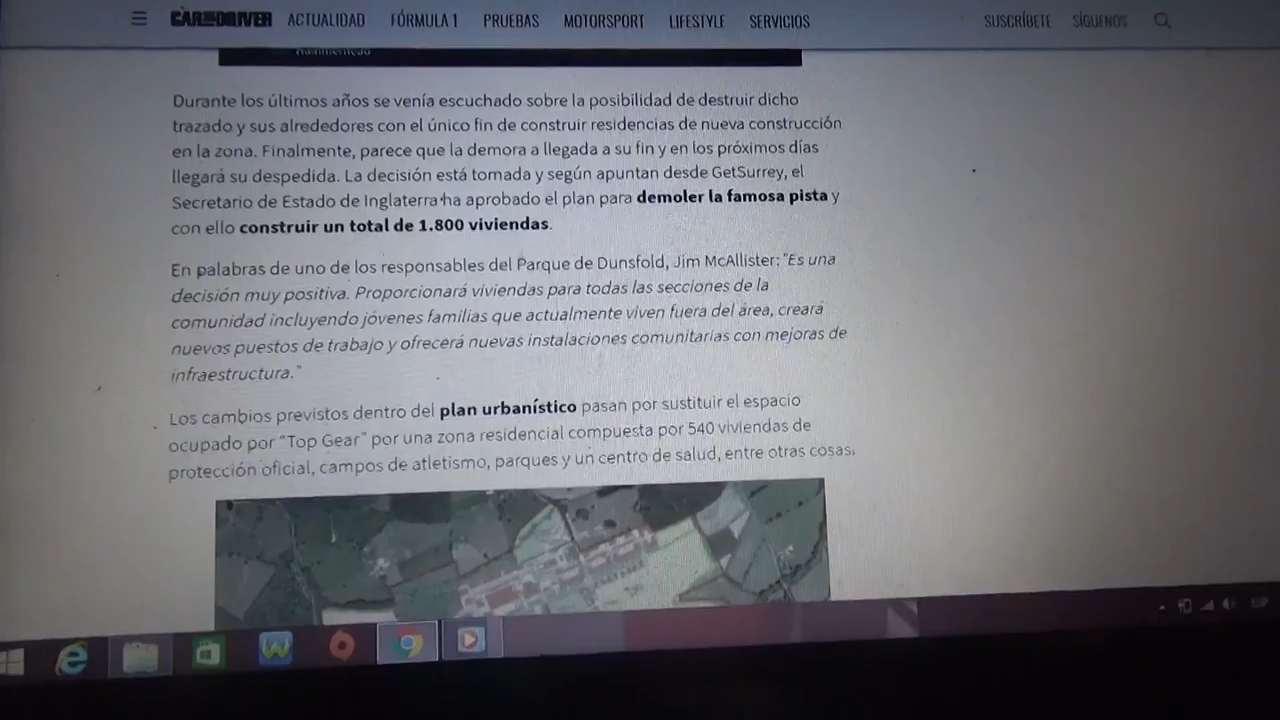 CAR AND DRIVER ACTUALIDAD FÓRMULA 1 PRUEBAS MOTORSPORT LIFESTYLE SERVICIOS SUSCRÍBETE SÍGUENOS
Durante los últimos años se venía escuchado sobre la posibilidad de destruir dicho
trazado y sus alrededores con el único fin de construir residencias de nueva construcción
en la zona. Finalmente, parece que la demora a llegada a su fin y en los próximos días
llegará su despedida. La decisión está tomada y según apuntan desde GetSurrey, el
Secretario de Estado de Inglaterra ha aprobado el plan para demoler la famosa pista y
con ello construir un total de 1.800 viviendas.
En palabras de uno de los responsables del Parque de Dunsfold, Jim McAllister: "Es una
decisión muy positiva. Proporcionará viviendas para todas las secciones de la
comunidad incluyendo jóvenes familias que actualmente viven fuera del área, creará
nuevos puestos de trabajo y ofrecerá nuevas instalaciones comunitarias con mejoras de
infraestructura."
Los cambios previstos dentro del plan urbanístico pasan por sustituir el espacio
ocupado por "Top Gear" por una zona residencial compuesta por 540 viviendas de
protección oficial, campos de atletismo, parques y un centro de salud, entre otras cosas.